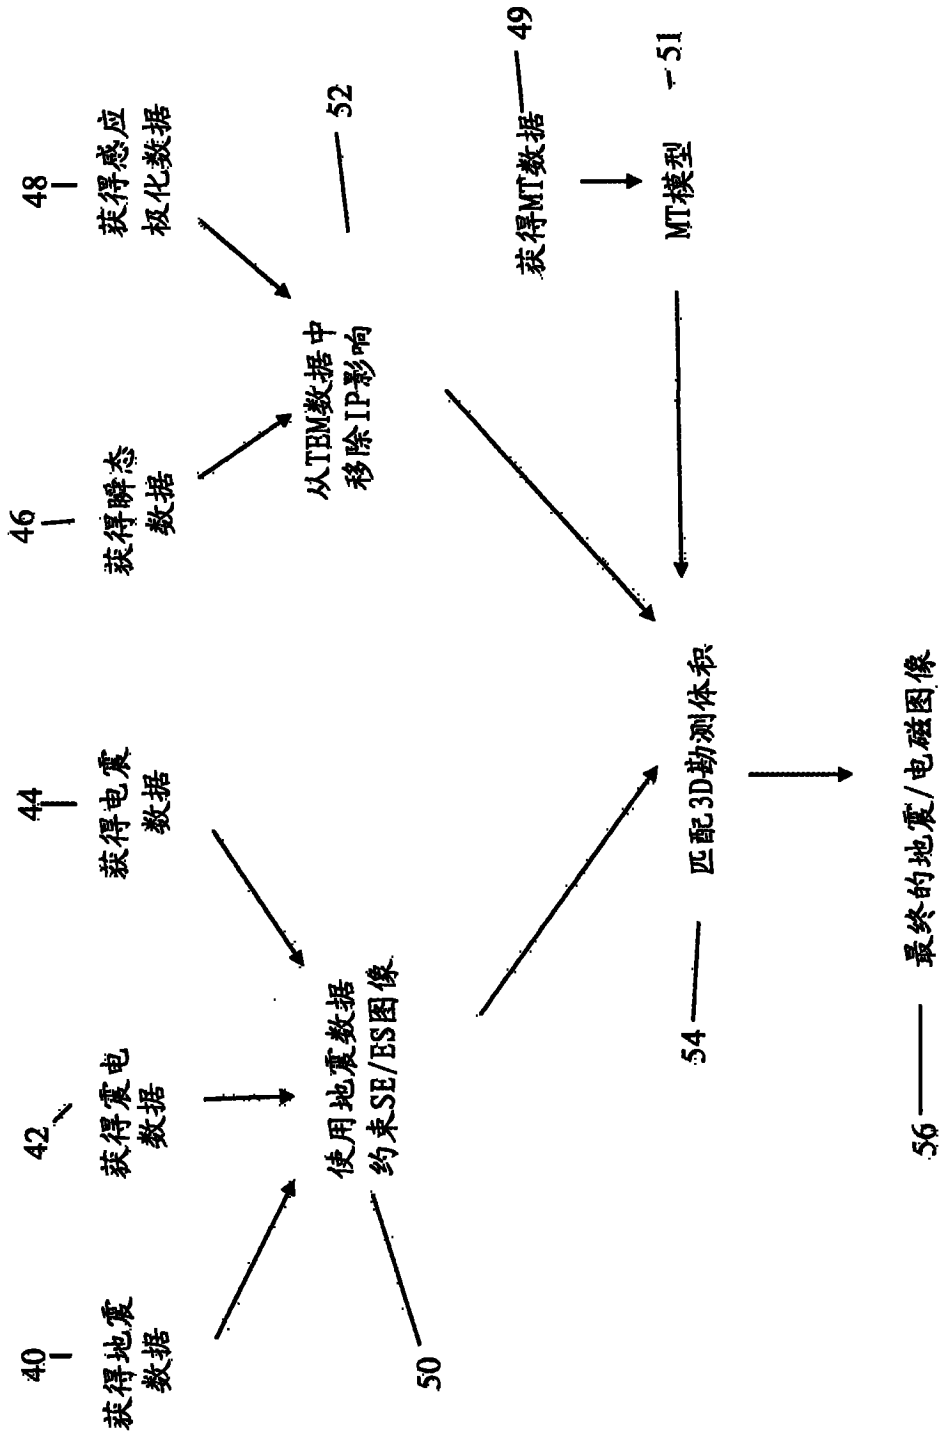 40
获得地震
数据
42
获得震电
数据
44
获得电震
数据
46
获得瞬态
数据
48
获得感应
极化数据
使用地震数据
约束SE/ES图像
50
从TEM数据中
移除IP影响
52
获得MT数据
49
MT模型
51
匹配3D勘测体积
54
最终的地震/电磁图像
56